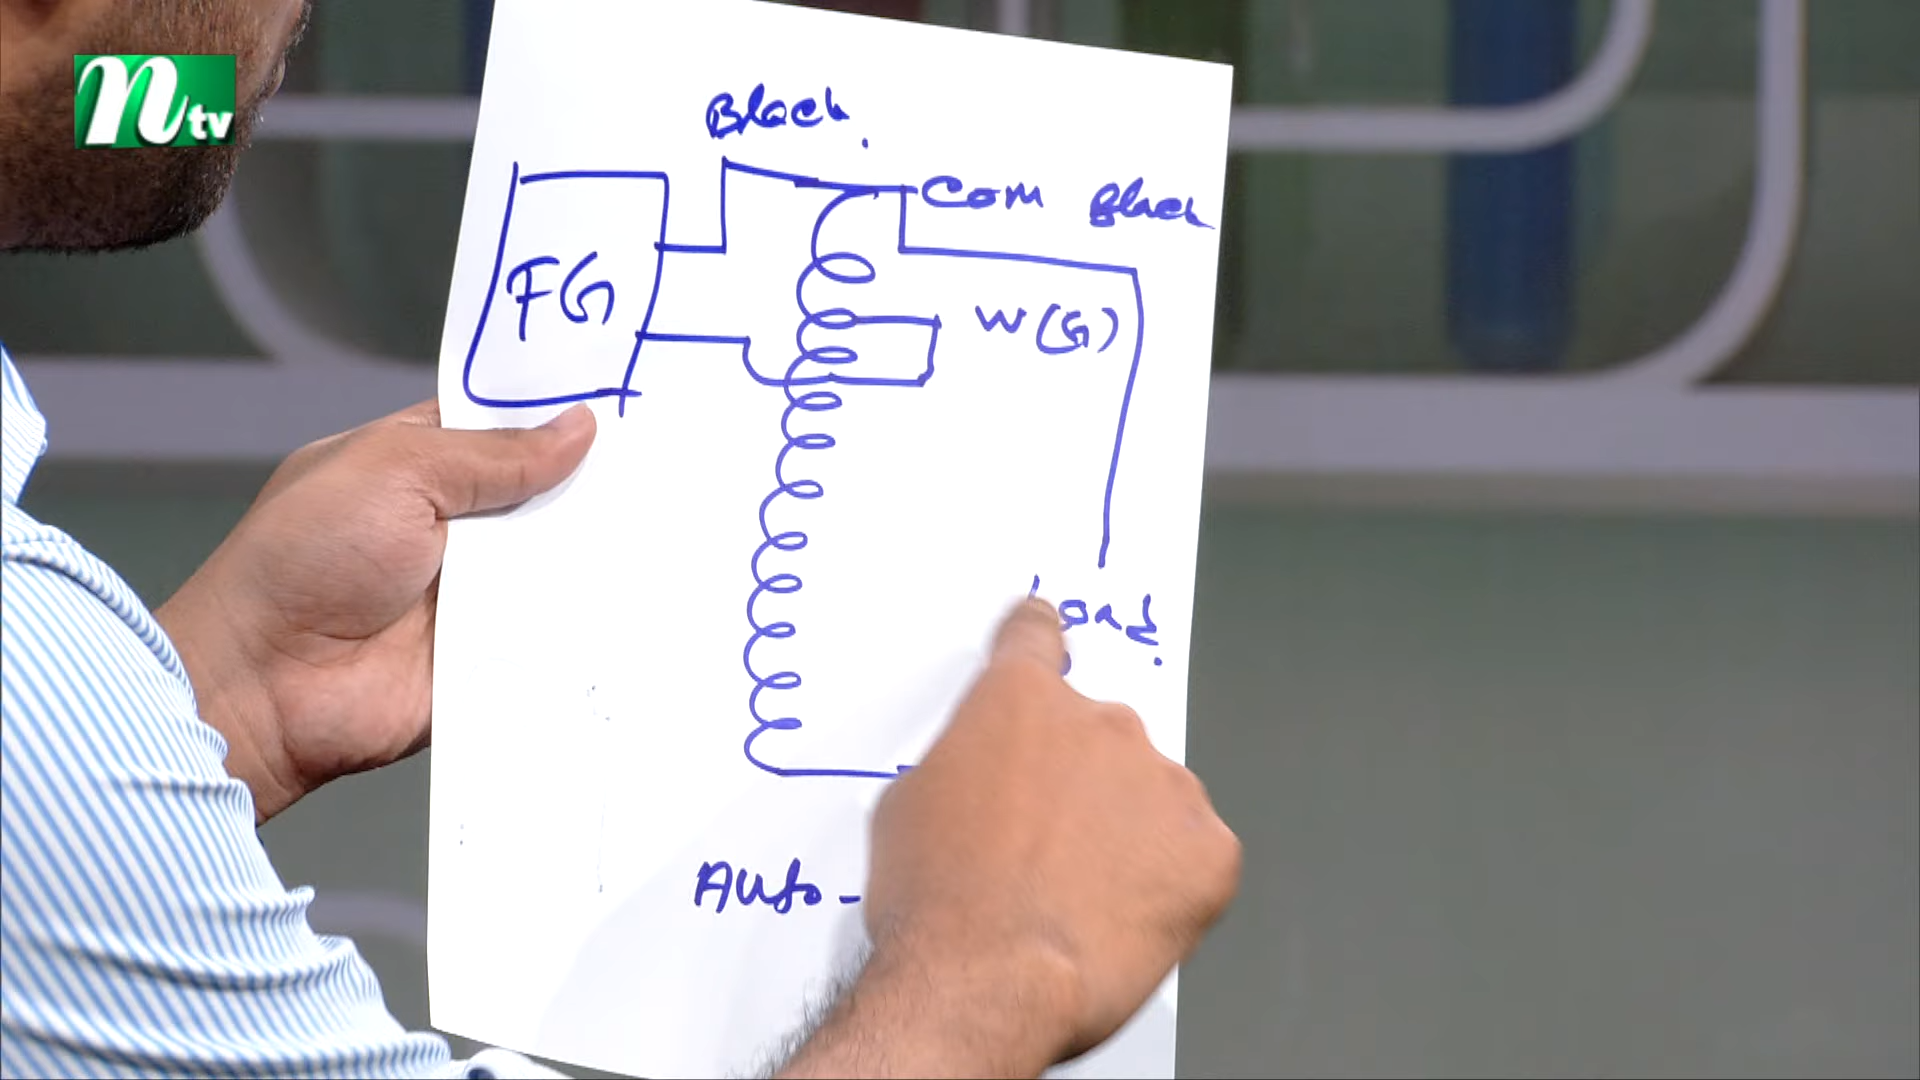 ntv
Black.
COM Black
FG
W(G)
Load.
Auto-